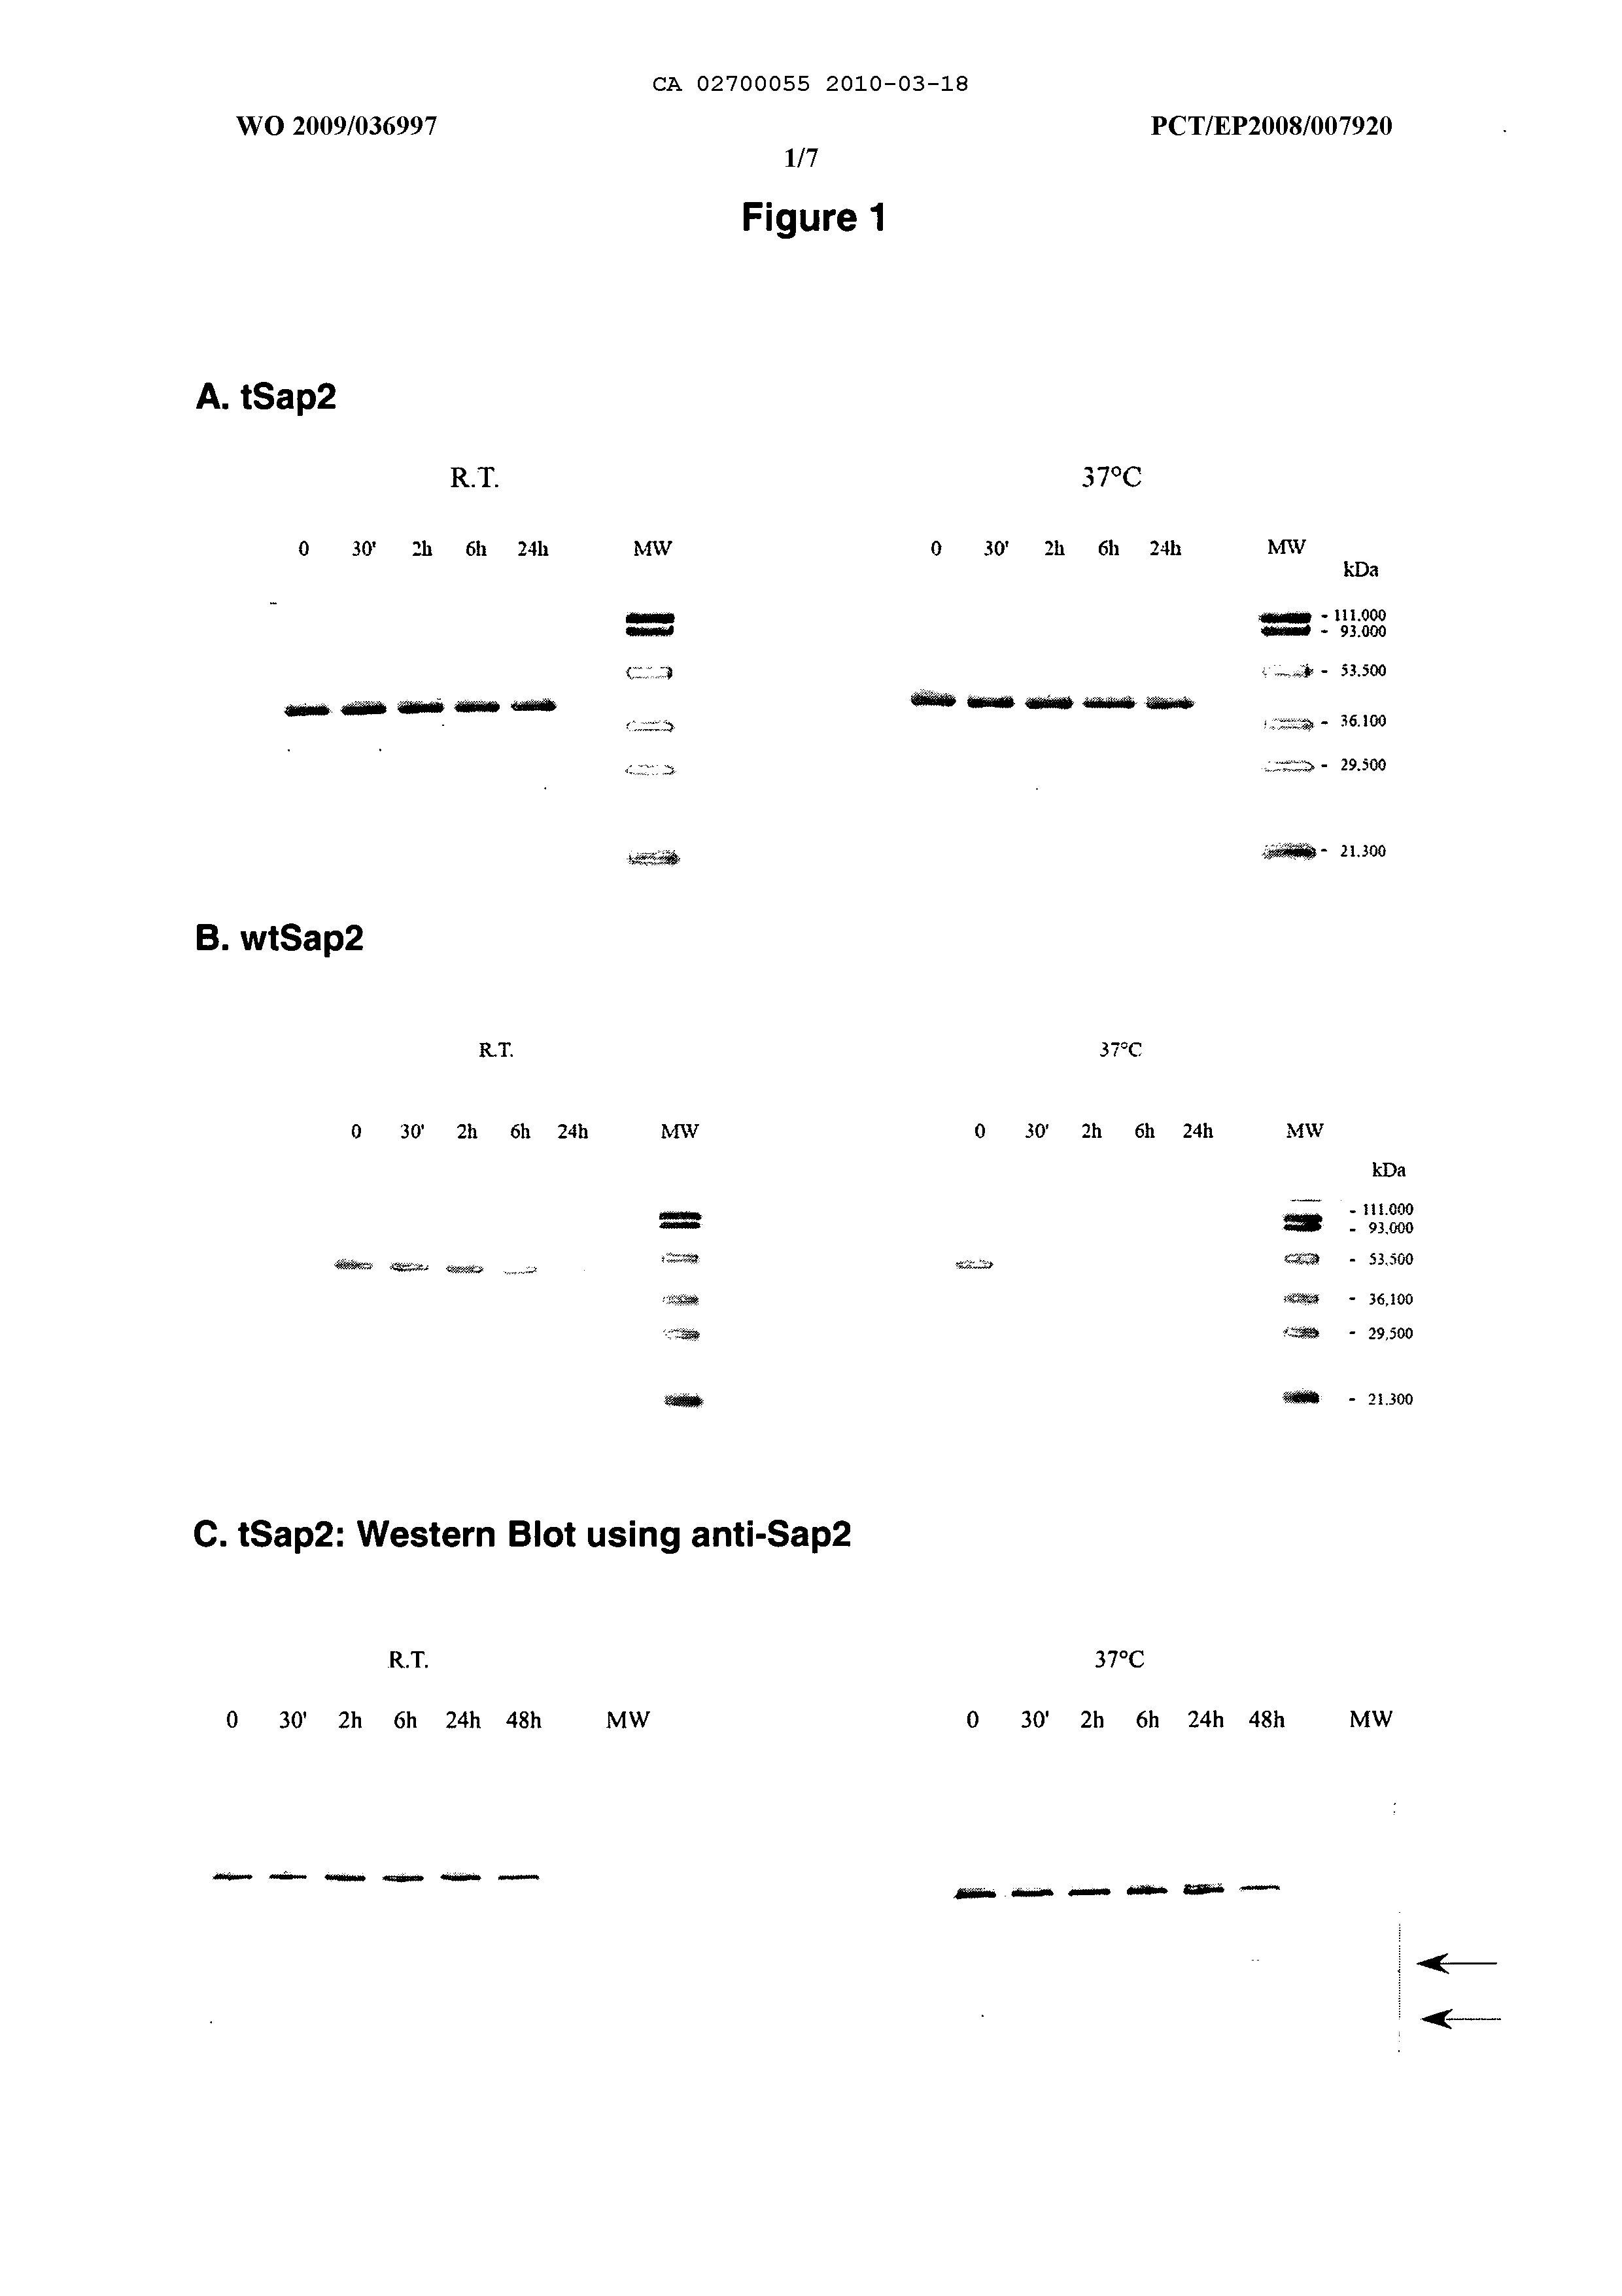 CA 02700055 2010-03-18
WO 2009/036997 PCT/EP2008/007920
1/7
Figure 1
A. tSap2
R.T. 37°C
0 30' 2h 6h 24h MW 0 30' 2h 6h 24h MW
kDa
- 111.000
- 93.000
- 53.500
- 36.100
- 29.500
- 21.300
B. wtSap2
R.T. 37°C
0 30' 2h 6h 24h MW 0 30' 2h 6h 24h MW
kDa
- 111.000
- 93,000
- 53,500
- 36,100
- 29,500
- 21.300
C. tSap2: Western Blot using anti-Sap2
R.T. 37°C
0 30' 2h 6h 24h 48h MW 0 30' 2h 6h 24h 48h MW